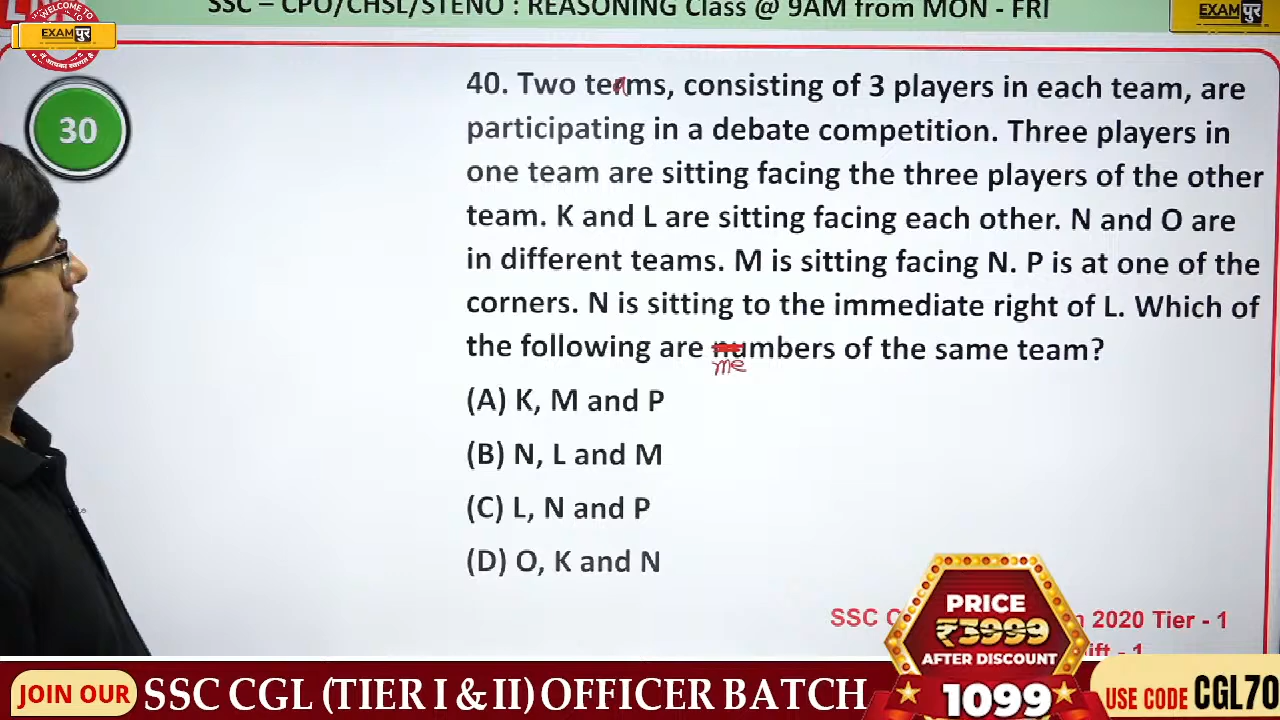 SSC – CPO/CHSL/STENO : REASONING Class @ 9AM from MON - FRI
WELCOME TO
EXAMपुर
EXAMपुर
में आपका स्वागत है
30
40. Two teams, consisting of 3 players in each team, are
participating in a debate competition. Three players in
one team are sitting facing the three players of the other
team. K and L are sitting facing each other. N and O are
in different teams. M is sitting facing N. P is at one of the
corners. N is sitting to the immediate right of L. Which of
the following are numbers of the same team?
me
(A) K, M and P
(B) N, L and M
(C) L, N and P
(D) O, K and N
SSC 2020 Tier - 1
- 1
PRICE
₹3999
AFTER DISCOUNT
1099
JOIN OUR SSC CGL (TIER I & II) OFFICER BATCH
USE CODE CGL70